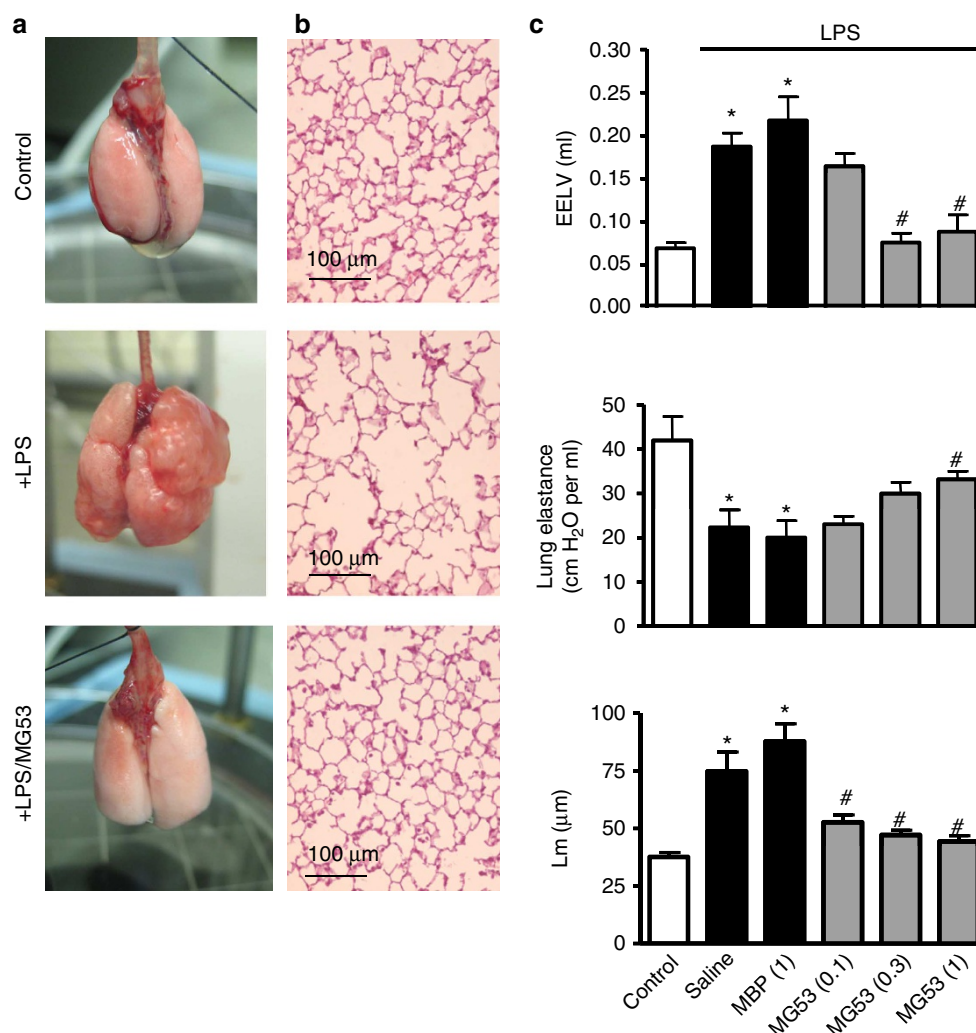 a
b
c
Control
100 µm
+LPS
100 µm
+LPS/MG53
100 µm
LPS
EELV (ml)
0.30
0.25
0.20
0.15
0.10
0.05
0.00
*
*
#
#
Lung elastance
(cm H₂O per ml)
50
40
30
20
10
0
*
*
#
Lm (µm)
100
75
50
25
0
*
*
#
#
#
Control
Saline
MBP (1)
MG53 (0.1)
MG53 (0.3)
MG53 (1)